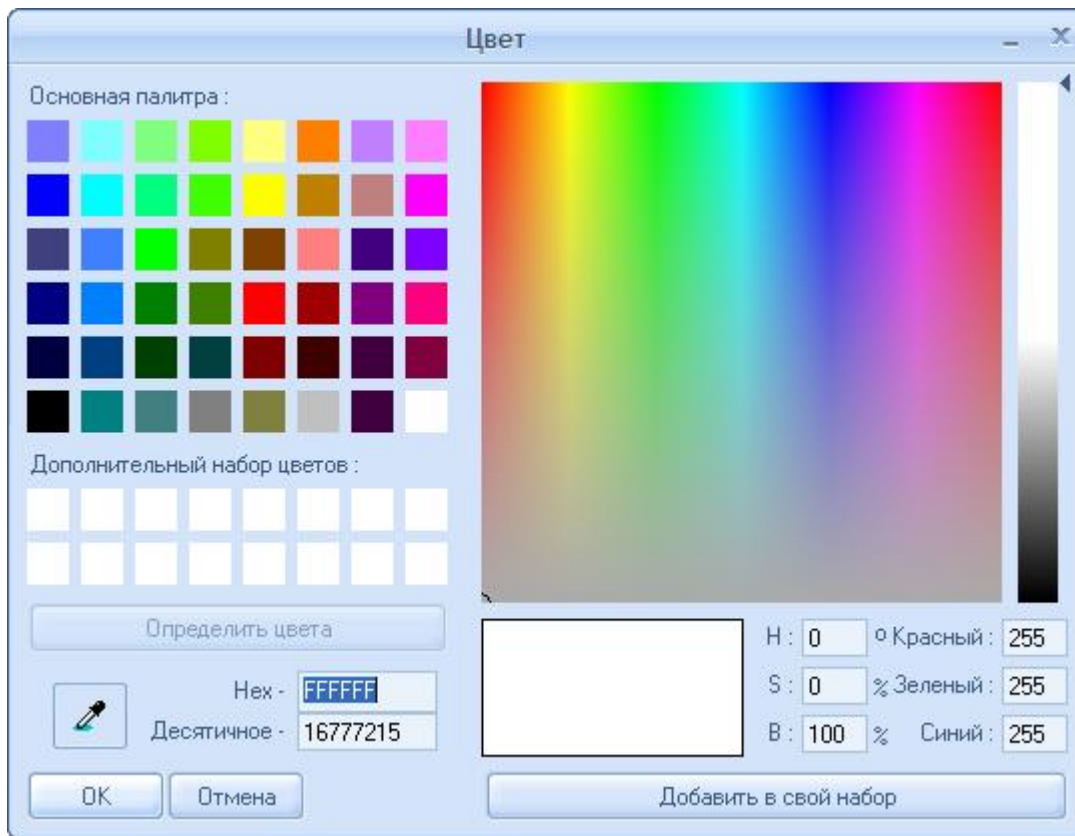 Цвет
Основная палитра :
Дополнительный набор цветов :
Определить цвета
Hex - FFFFFF
Десятичное - 16777215
OK
Отмена
H : 0 º Красный : 255
S : 0 % Зеленый : 255
B : 100 % Синий : 255
Добавить в свой набор